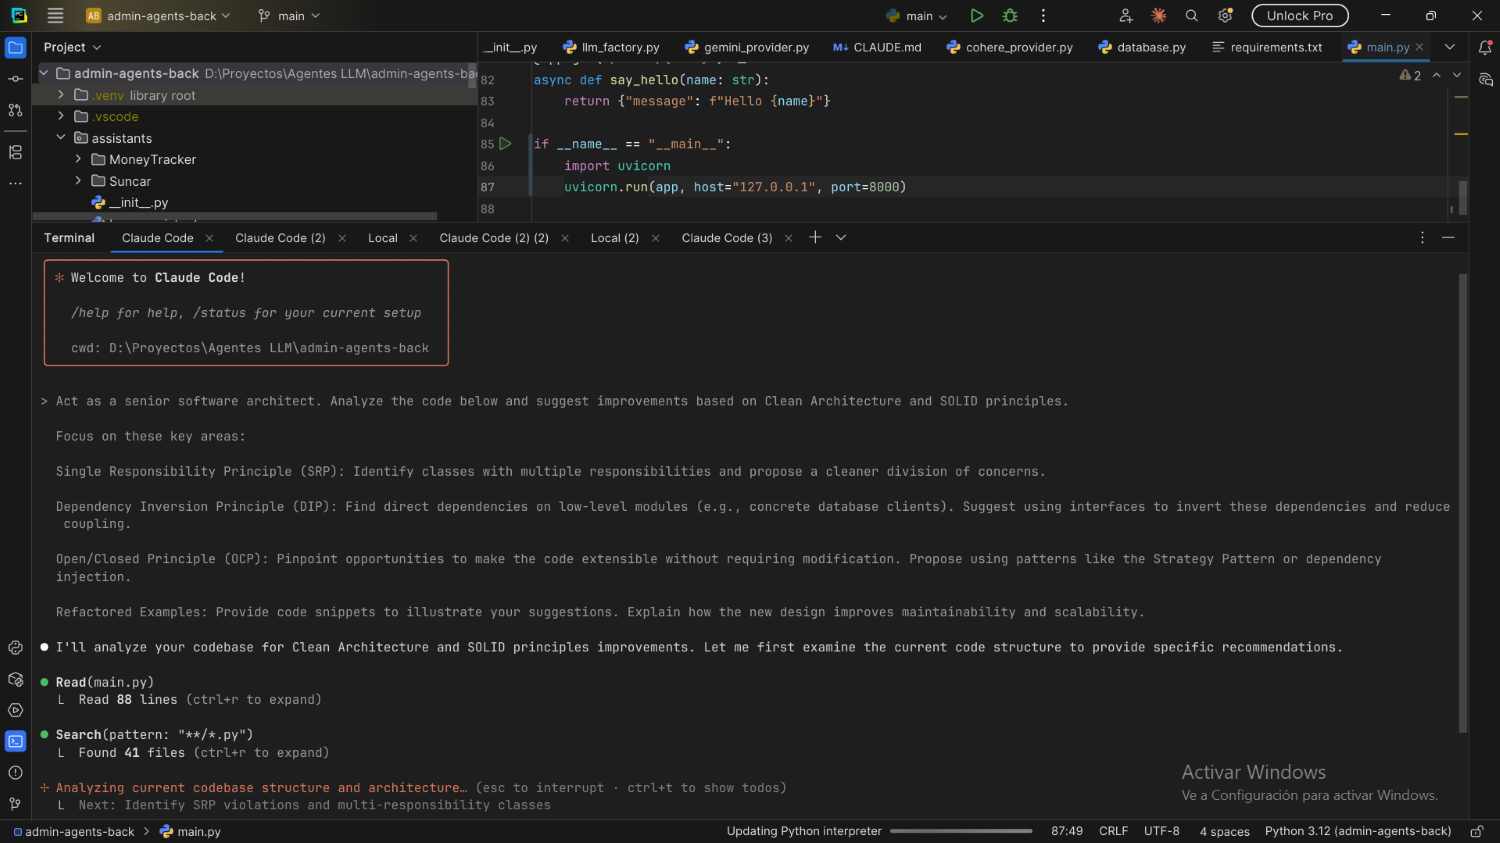 AB admin-agents-back
main
main
Unlock Pro
Project
__init__.py
llm_factory.py
gemini_provider.py
M↓ CLAUDE.md
cohere_provider.py
database.py
requirements.txt
main.py
admin-agents-back D:\Proyectos\Agentes LLM\admin-agents-ba
.venv library root
.vscode
assistants
MoneyTracker
Suncar
__init__.py
82 async def say_hello(name: str):
83 return {"message": f"Hello {name}"}
84
85 if __name__ == "__main__":
86 import uvicorn
87 uvicorn.run(app, host="127.0.0.1", port=8000)
88
2
Terminal
Claude Code
Claude Code (2)
Local
Claude Code (2) (2)
Local (2)
Claude Code (3)
✻ Welcome to Claude Code!
/help for help, /status for your current setup
cwd: D:\Proyectos\Agentes LLM\admin-agents-back
> Act as a senior software architect. Analyze the code below and suggest improvements based on Clean Architecture and SOLID principles.
Focus on these key areas:
Single Responsibility Principle (SRP): Identify classes with multiple responsibilities and propose a cleaner division of concerns.
Dependency Inversion Principle (DIP): Find direct dependencies on low-level modules (e.g., concrete database clients). Suggest using interfaces to invert these dependencies and reduce
coupling.
Open/Closed Principle (OCP): Pinpoint opportunities to make the code extensible without requiring modification. Propose using patterns like the Strategy Pattern or dependency
injection.
Refactored Examples: Provide code snippets to illustrate your suggestions. Explain how the new design improves maintainability and scalability.
● I'll analyze your codebase for Clean Architecture and SOLID principles improvements. Let me first examine the current code structure to provide specific recommendations.
● Read(main.py)
L Read 88 lines (ctrl+r to expand)
● Search(pattern: "**/*.py")
L Found 41 files (ctrl+r to expand)
✢ Analyzing current codebase structure and architecture… (esc to interrupt · ctrl+t to show todos)
L Next: Identify SRP violations and multi-responsibility classes
Activar Windows
Ve a Configuración para activar Windows.
admin-agents-back > main.py
Updating Python interpreter
87:49
CRLF
UTF-8
4 spaces
Python 3.12 (admin-agents-back)